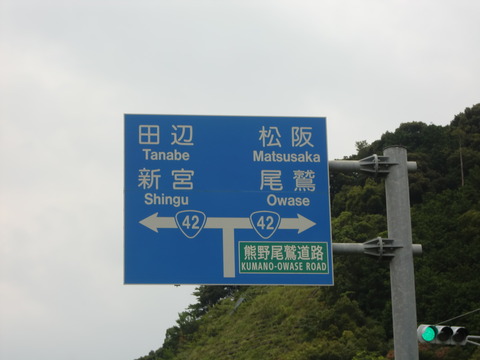 田辺 松阪
Tanabe Matsusaka
新宮 尾鷲
Shingu Owase
42 42
熊野尾鷲道路
KUMANO-OWASE ROAD